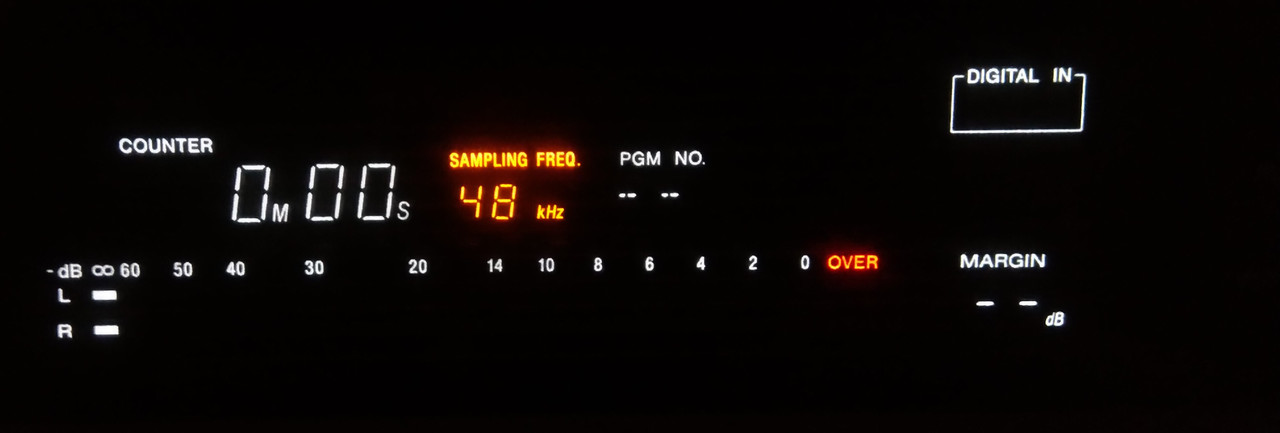 DIGITAL IN
COUNTER
0M 00S
SAMPLING FREQ.
48 kHz
PGM NO.
-- --
-dB ∞ 60 50 40 30 20 14 10 8 6 4 2 0 OVER
L
R
MARGIN
- - dB